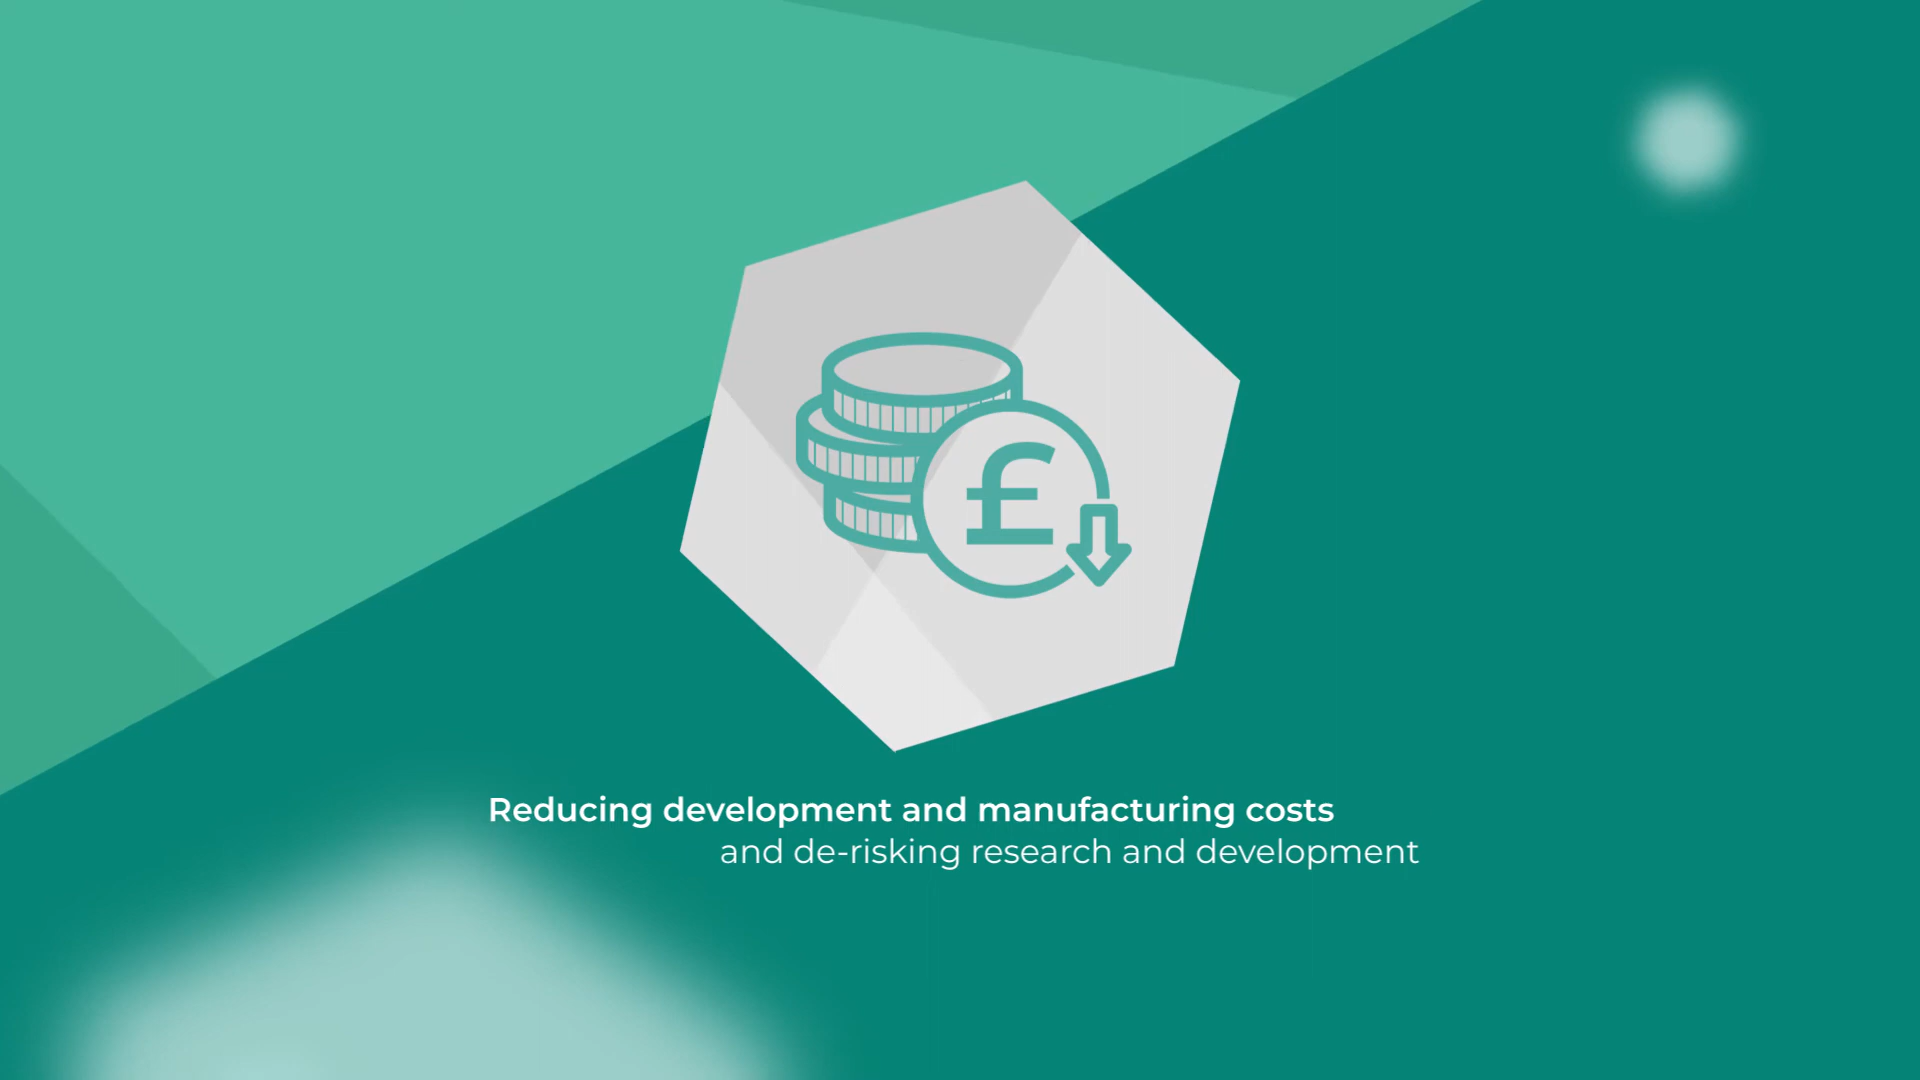 £
Reducing development and manufacturing costs
and de-risking research and development